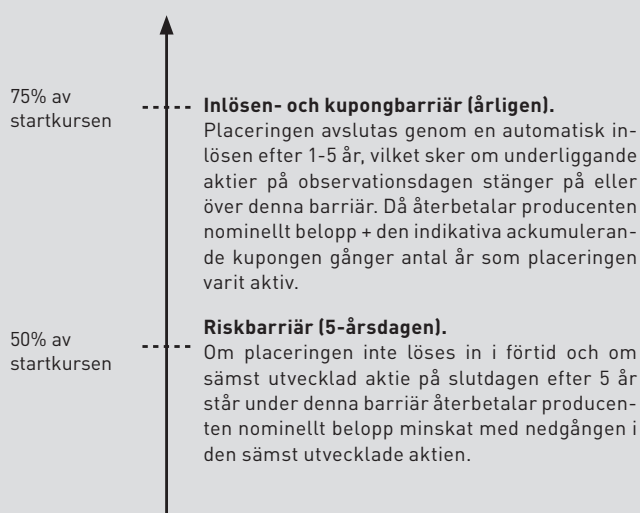 75% av
startkursen
Inlösen- och kupongbarriär (årligen).
Placeringen avslutas genom en automatisk in-
lösen efter 1-5 år, vilket sker om underliggande
aktier på observationsdagen stänger på eller
över denna barriär. Då återbetalar producenten
nominellt belopp + den indikativa ackumuleran-
de kupongen gånger antal år som placeringen
varit aktiv.
50% av
startkursen
Riskbarriär (5-årsdagen).
Om placeringen inte löses in i förtid och om
sämst utvecklad aktie på slutdagen efter 5 år
står under denna barriär återbetalar producen-
ten nominellt belopp minskat med nedgången i
den sämst utvecklade aktien.